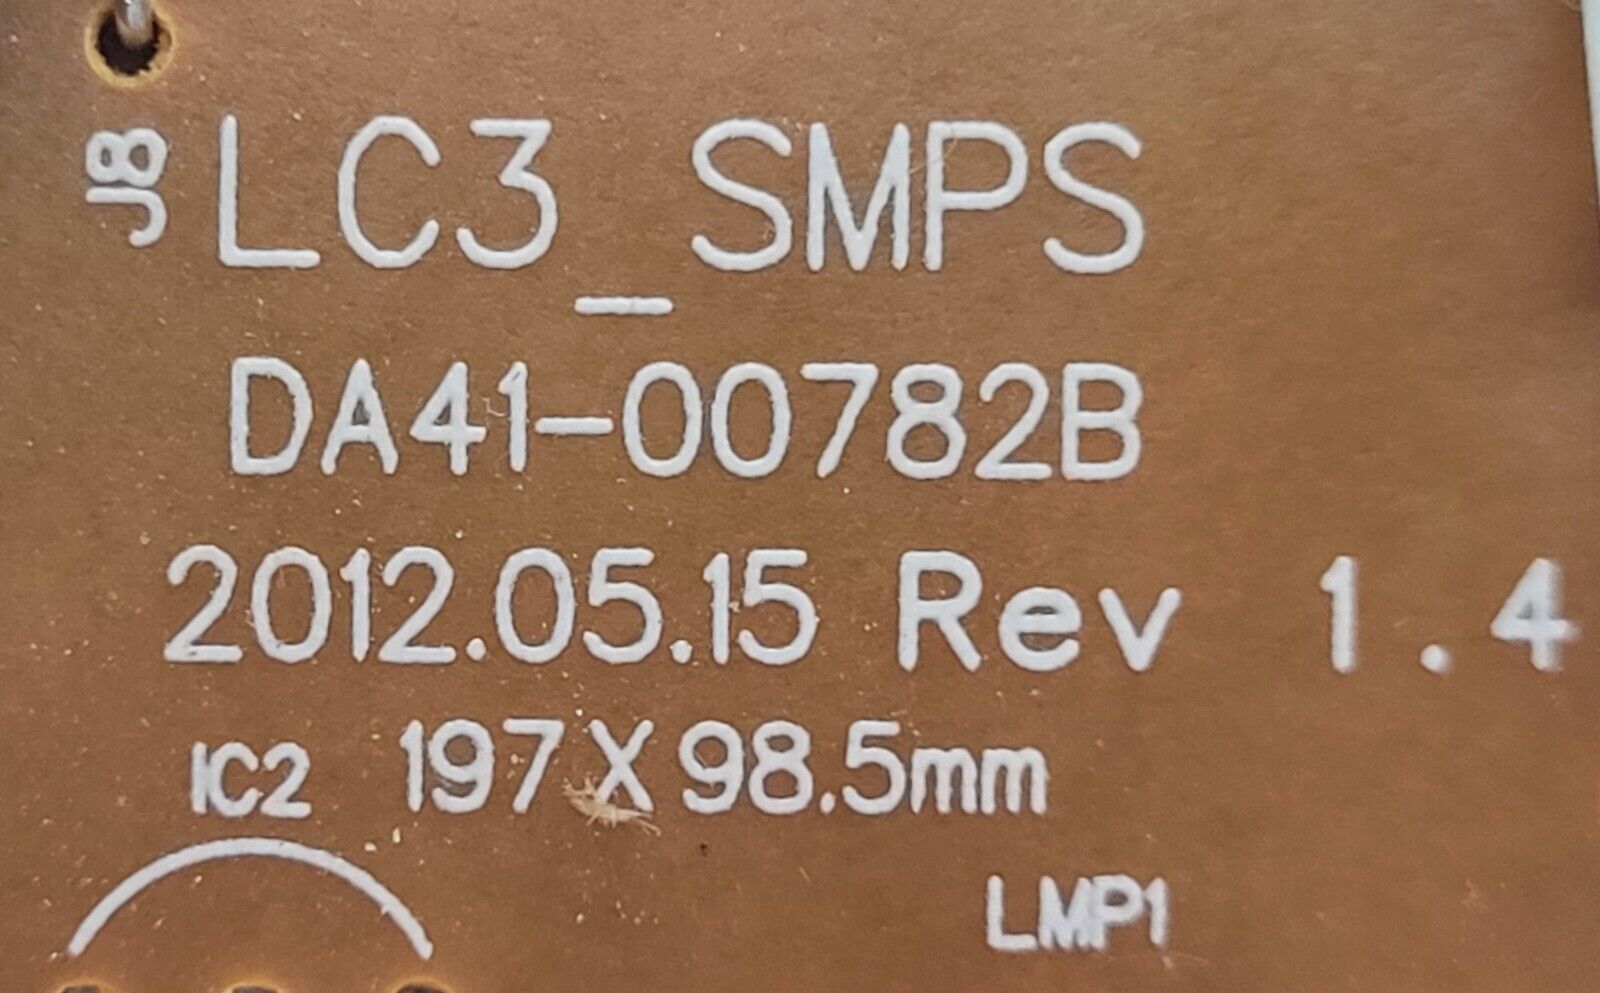 J8
LC3_SMPS
DA41-00782B
2012.05.15 Rev 1.4
IC2
197X98.5mm
LMP1